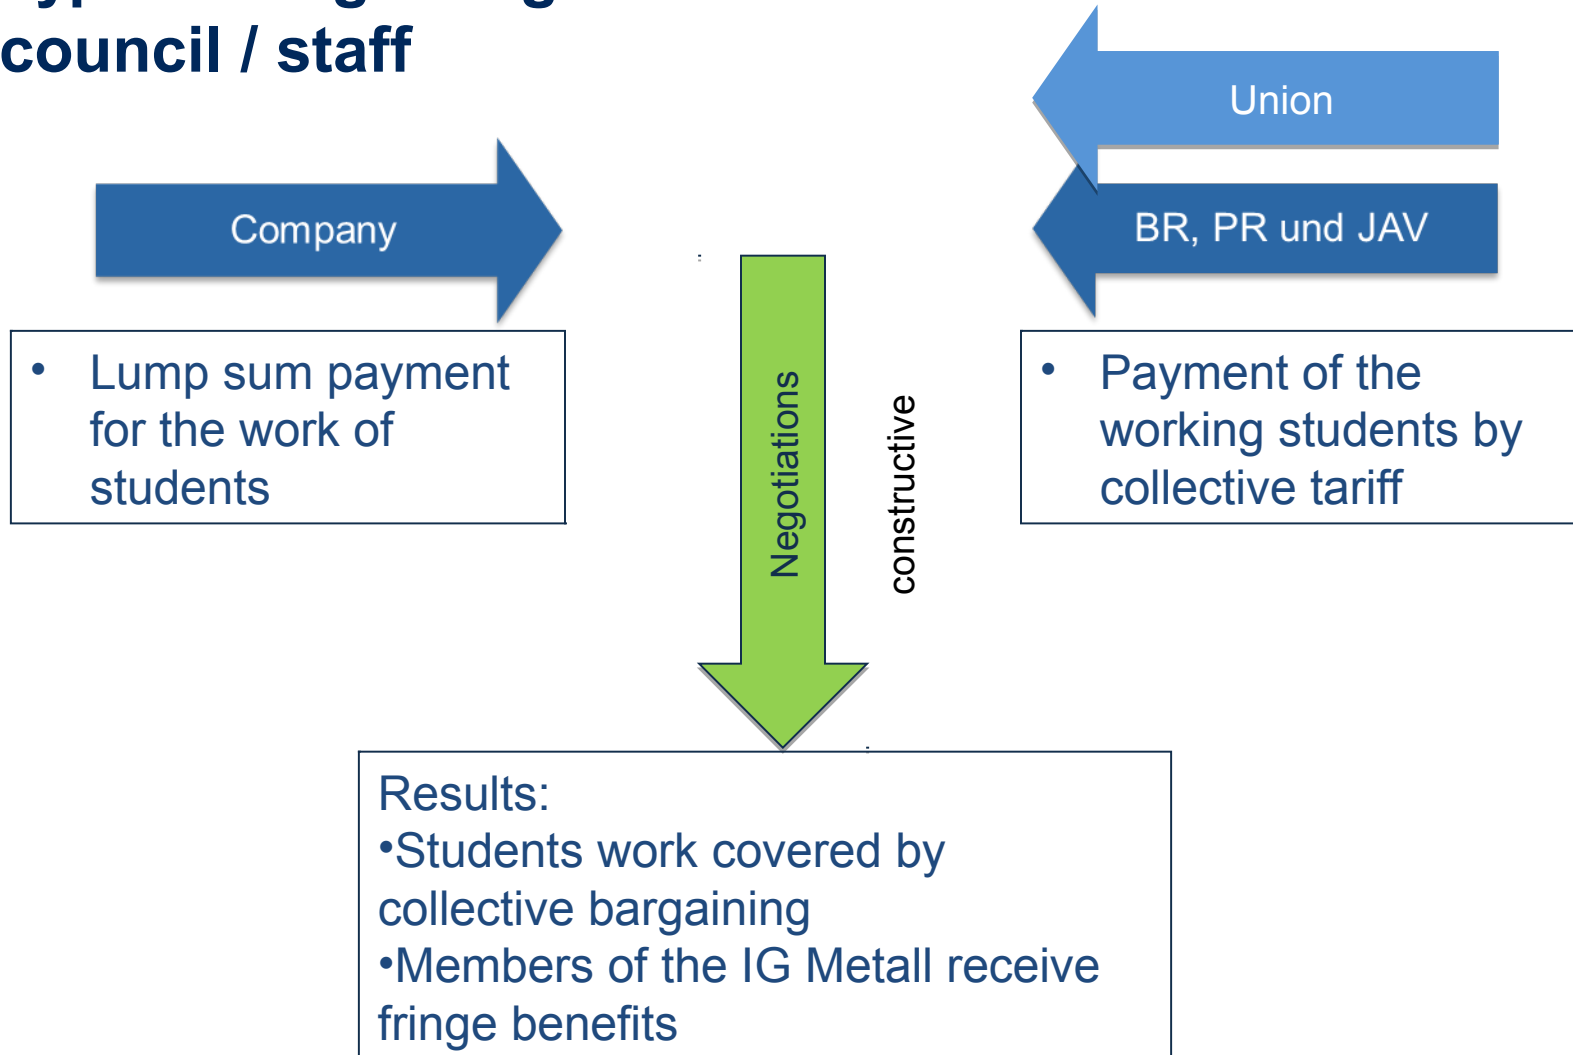 council / staff
Union
Company
BR, PR und JAV
• Lump sum payment
for the work of
students
Negotiations
constructive
• Payment of the
working students by
collective tariff
Results:
•Students work covered by
collective bargaining
•Members of the IG Metall receive
fringe benefits